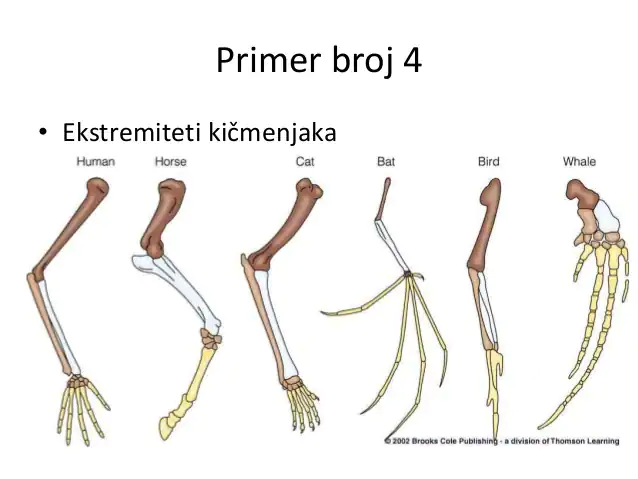 Primer broj 4
• Ekstremiteti kičmenjaka
Human Horse Cat Bat Bird Whale
© 2002 Brooks Cole Publishing - a division of Thomson Learning